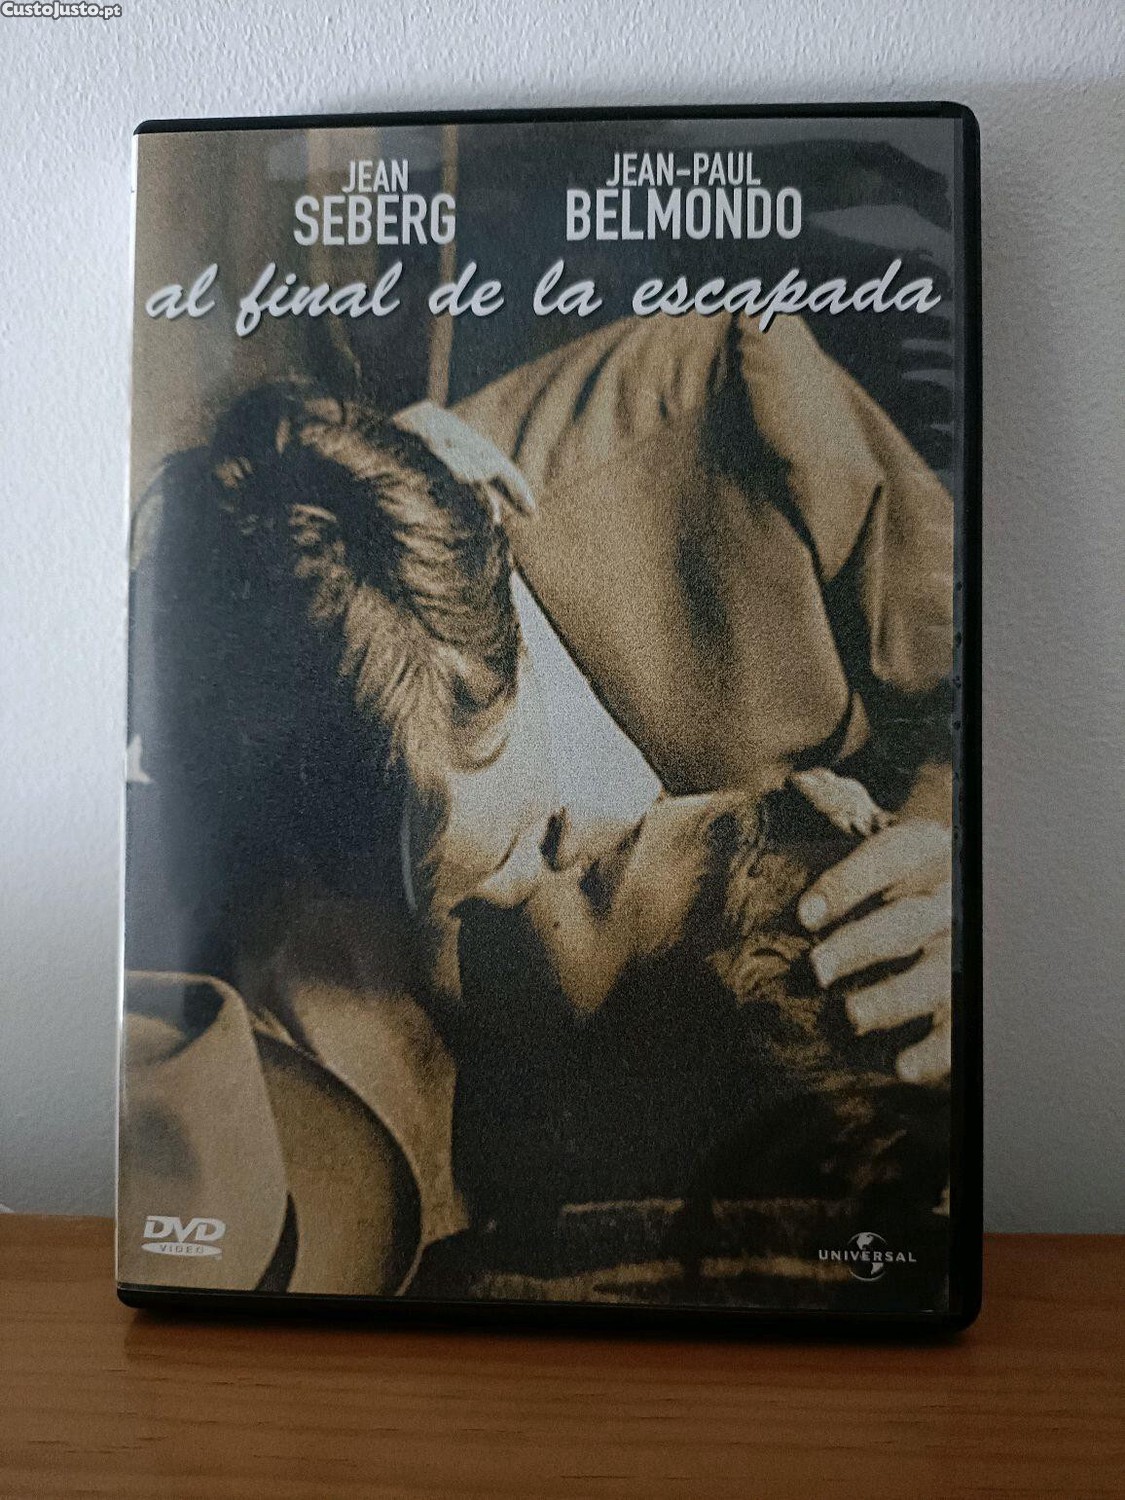 CustoJusto.pt
JEAN
SEBERG
JEAN-PAUL
BELMONDO
al final de la escapada
DVD
VIDEO
UNIVERSAL